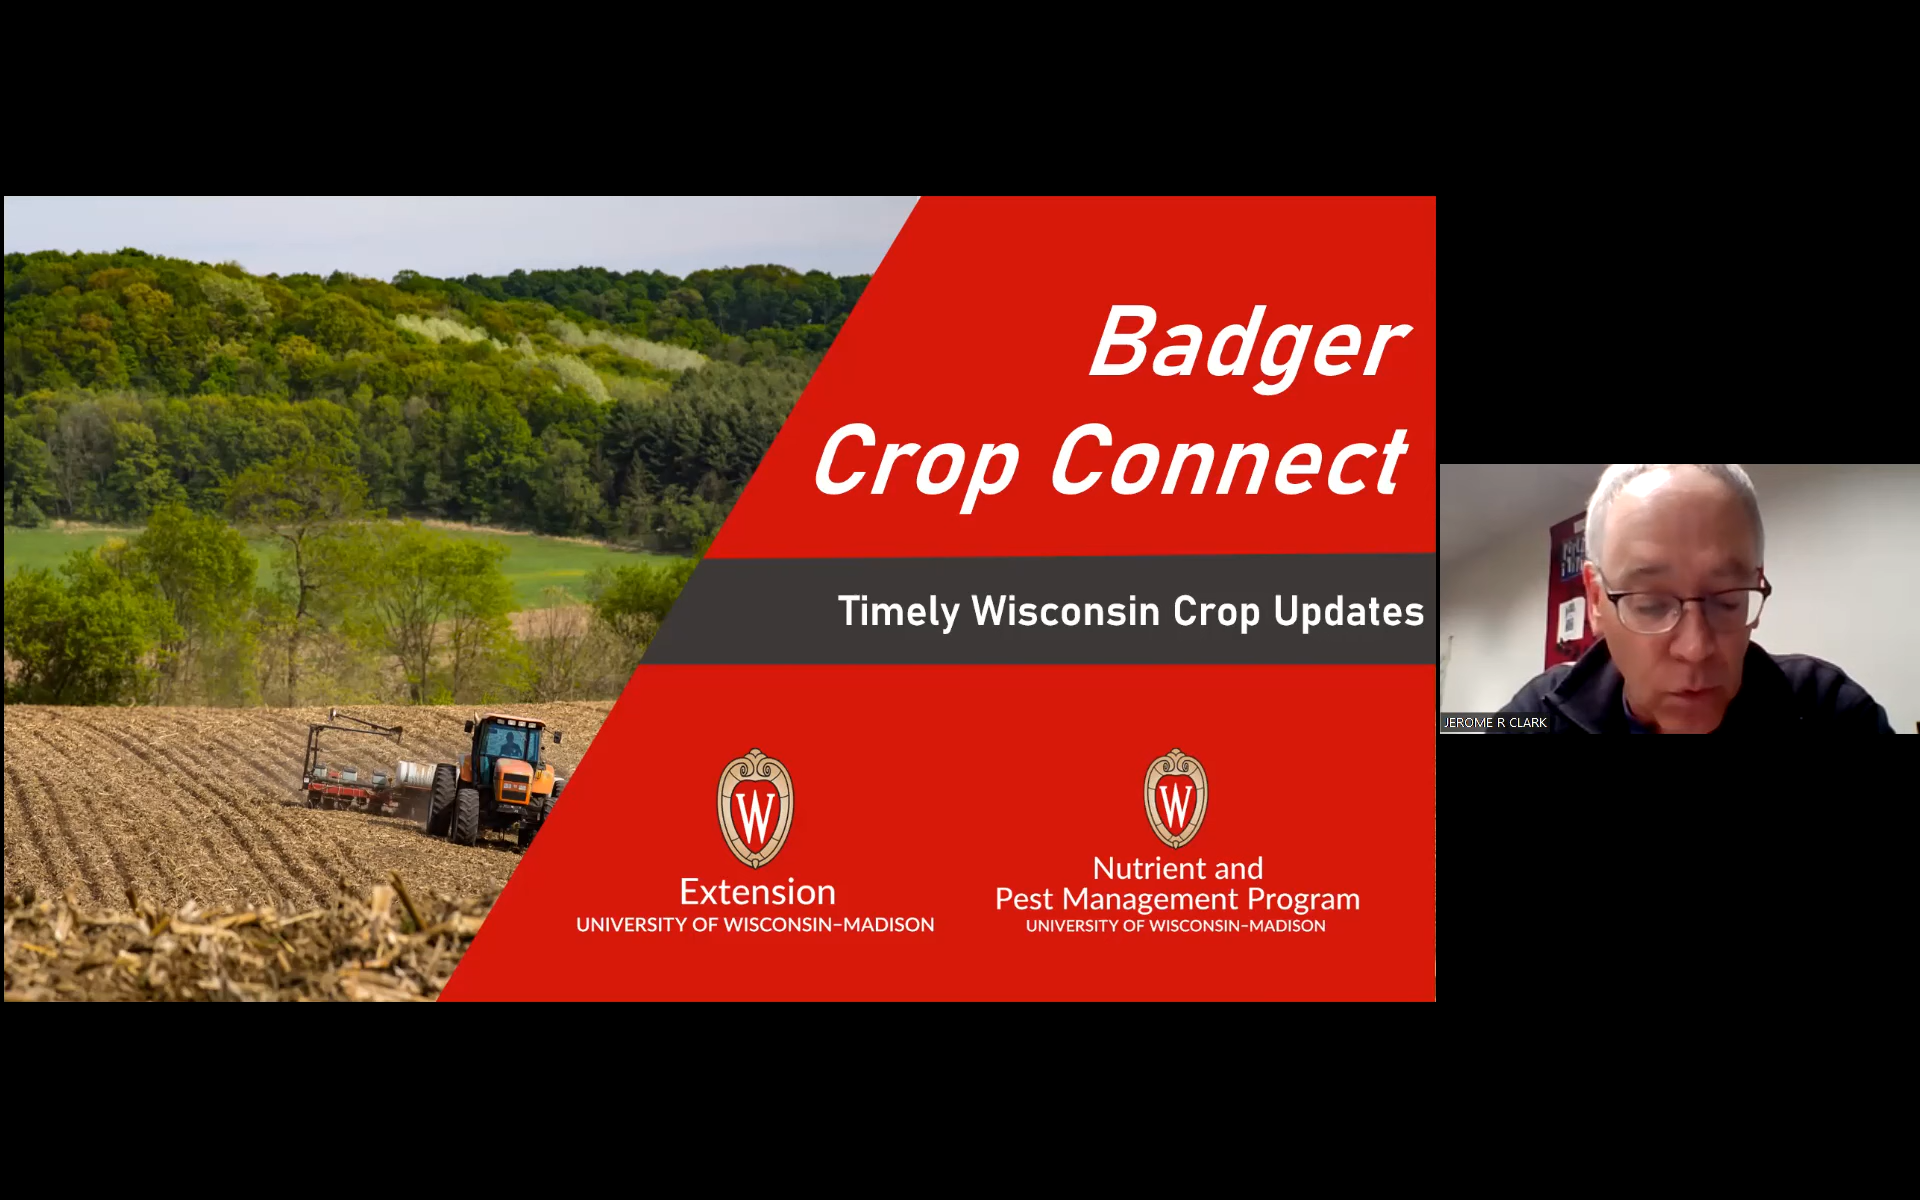 Badger
Crop Connect
Timely Wisconsin Crop Updates
W
Extension
UNIVERSITY OF WISCONSIN–MADISON
W
Nutrient and
Pest Management Program
UNIVERSITY OF WISCONSIN–MADISON
JEROME R CLARK